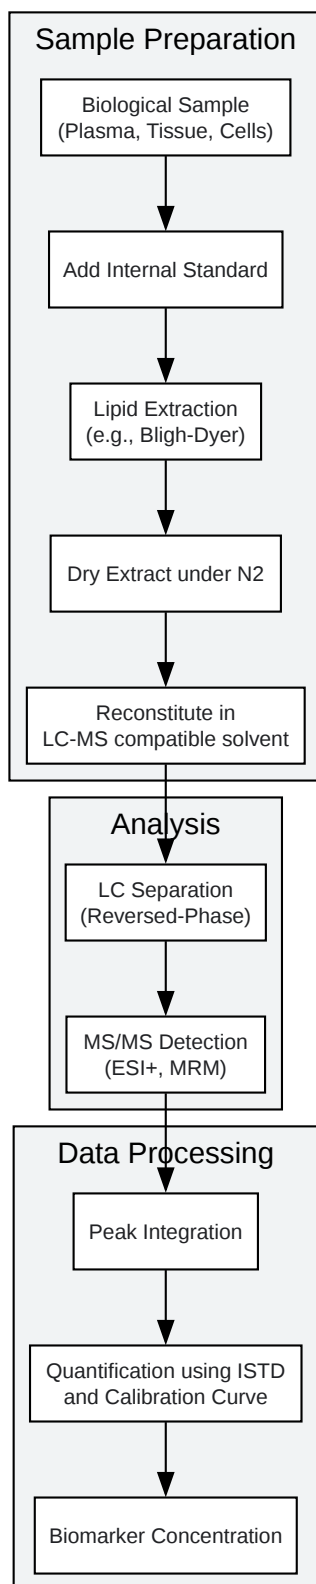 Sample Preparation
Biological Sample
(Plasma, Tissue, Cells)
Add Internal Standard
Lipid Extraction
(e.g., Bligh-Dyer)
Dry Extract under N2
Reconstitute in
LC-MS compatible solvent
Analysis
LC Separation
(Reversed-Phase)
MS/MS Detection
(ESI+, MRM)
Data Processing
Peak Integration
Quantification using ISTD
and Calibration Curve
Biomarker Concentration